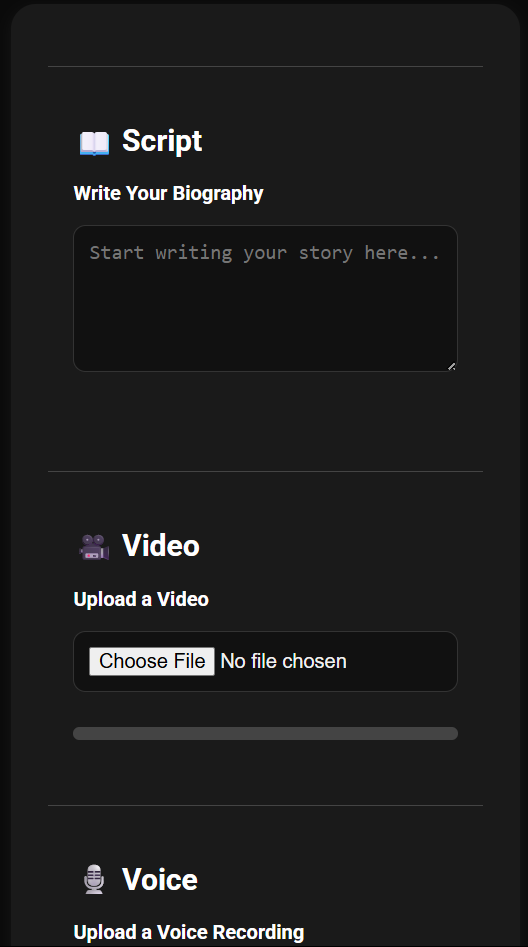 📖 Script
Write Your Biography
Start writing your story here...
🎥 Video
Upload a Video
Choose File No file chosen
🎙️ Voice
Upload a Voice Recording